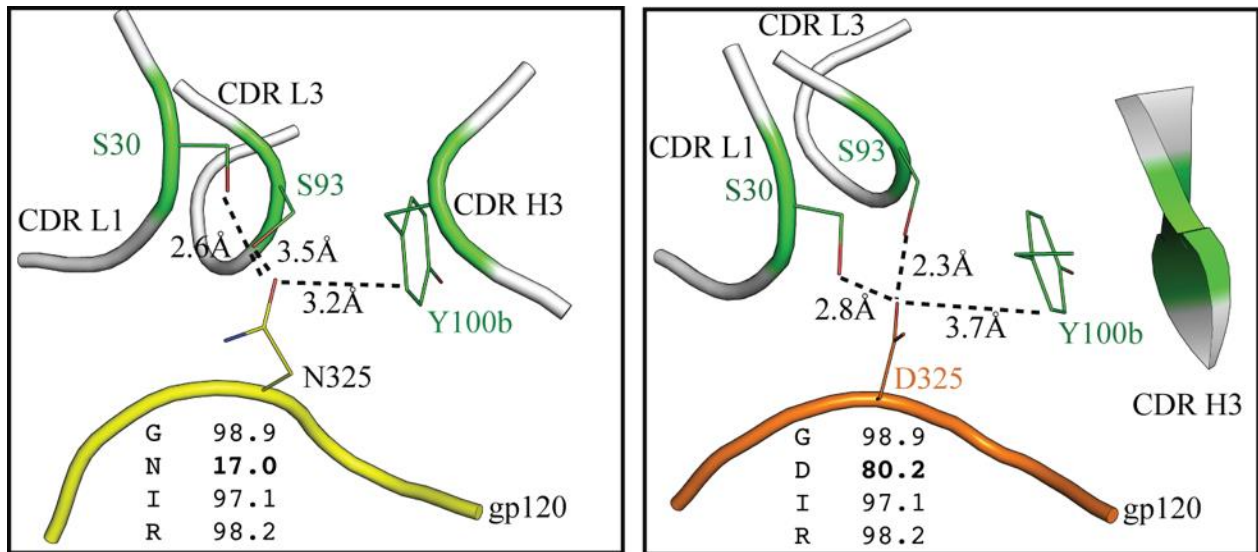 CDR L3
S30
S93
CDR L1
CDR H3
2.6Å
3.5Å
3.2Å
Y100b
N325
G 98.9
N 17.0
I 97.1
R 98.2
gp120
CDR L3
CDR L1
S93
S30
2.3Å
2.8Å
3.7Å
Y100b
D325
CDR H3
G 98.9
D 80.2
I 97.1
R 98.2
gp120